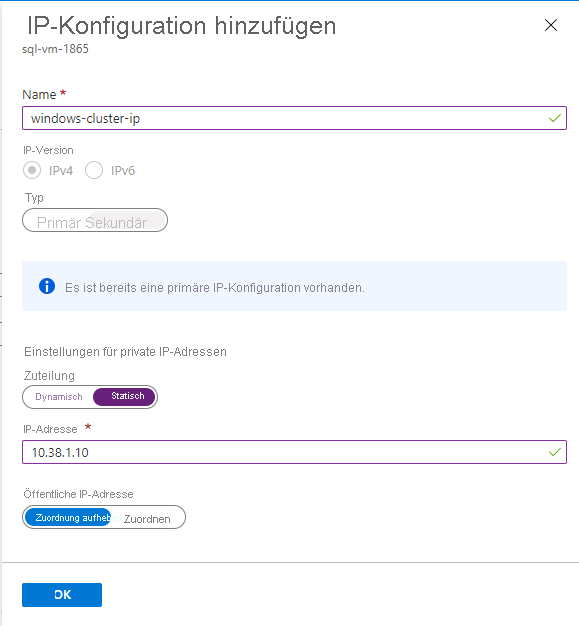 IP-Konfiguration hinzufügen
sql-vm-1865
Name *
windows-cluster-ip
IP-Version
IPv4 IPv6
Typ
Primär Sekundär
Es ist bereits eine primäre IP-Konfiguration vorhanden.
Einstellungen für private IP-Adressen
Zuteilung
Dynamisch Statisch
IP-Adresse *
10.38.1.10
Öffentliche IP-Adresse
Zuordnung aufheb Zuordnen
OK